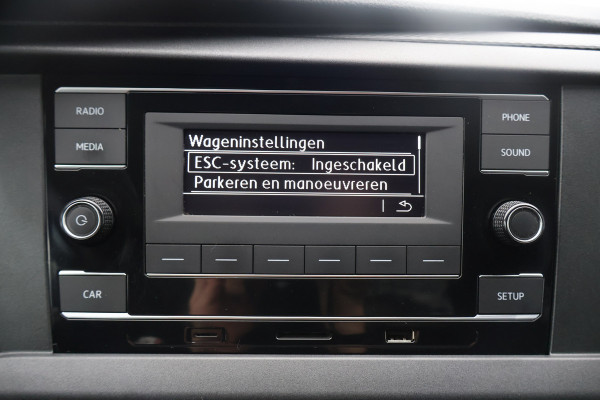 RADIO
PHONE
MEDIA
SOUND
Wageninstellingen
ESC-systeem: Ingeschakeld
Parkeren en manoeuvreren
CAR
SETUP